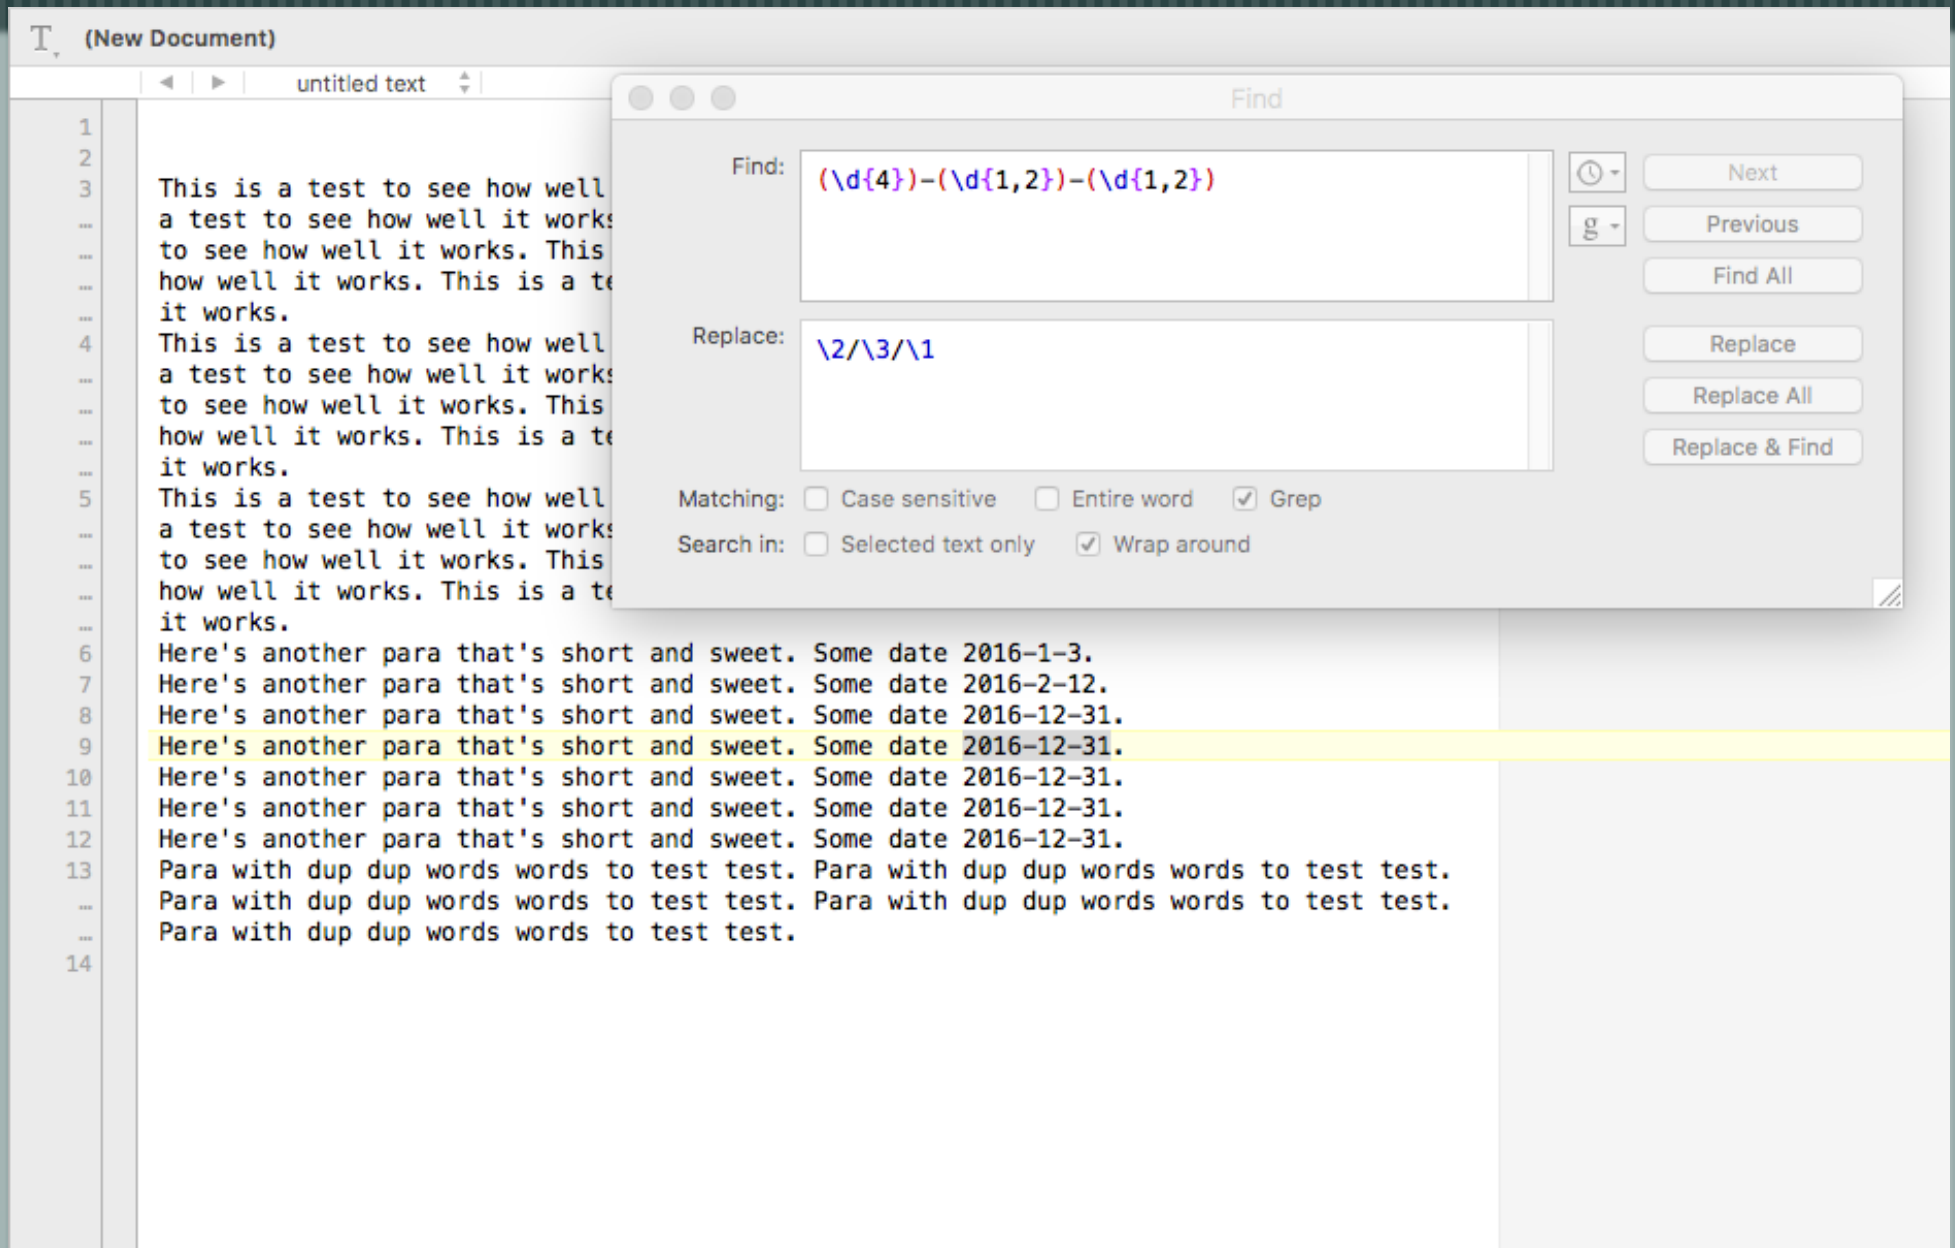 (New Document)
untitled text
Find
Find:
(\d{4})-(\d{1,2})-(\d{1,2})
g
Next
Previous
Find All
Replace:
\2/\3/\1
Replace
Replace All
Replace & Find
Matching:
Case sensitive
Entire word
Grep
Search in:
Selected text only
Wrap around
1
2
3 This is a test to see how well
… a test to see how well it works
… to see how well it works. This
… how well it works. This is a te
… it works.
4 This is a test to see how well
… a test to see how well it works
… to see how well it works. This
… how well it works. This is a te
… it works.
5 This is a test to see how well
… a test to see how well it works
… to see how well it works. This
… how well it works. This is a te
… it works.
6 Here's another para that's short and sweet. Some date 2016-1-3.
7 Here's another para that's short and sweet. Some date 2016-2-12.
8 Here's another para that's short and sweet. Some date 2016-12-31.
9 Here's another para that's short and sweet. Some date 2016-12-31.
10 Here's another para that's short and sweet. Some date 2016-12-31.
11 Here's another para that's short and sweet. Some date 2016-12-31.
12 Here's another para that's short and sweet. Some date 2016-12-31.
13 Para with dup dup words words to test test. Para with dup dup words words to test test.
… Para with dup dup words words to test test. Para with dup dup words words to test test.
… Para with dup dup words words to test test.
14